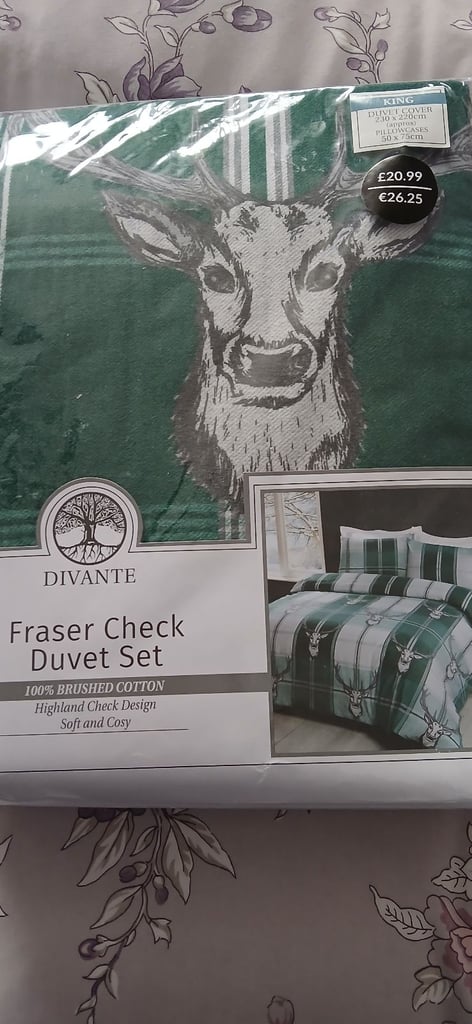 KING
DUVET COVER
230 x 220cm
(approx)
PILLOWCASES
50 x 75cm
£20.99
€26.25
DIVANTE
Fraser Check
Duvet Set
100% BRUSHED COTTON
Highland Check Design
Soft and Cosy